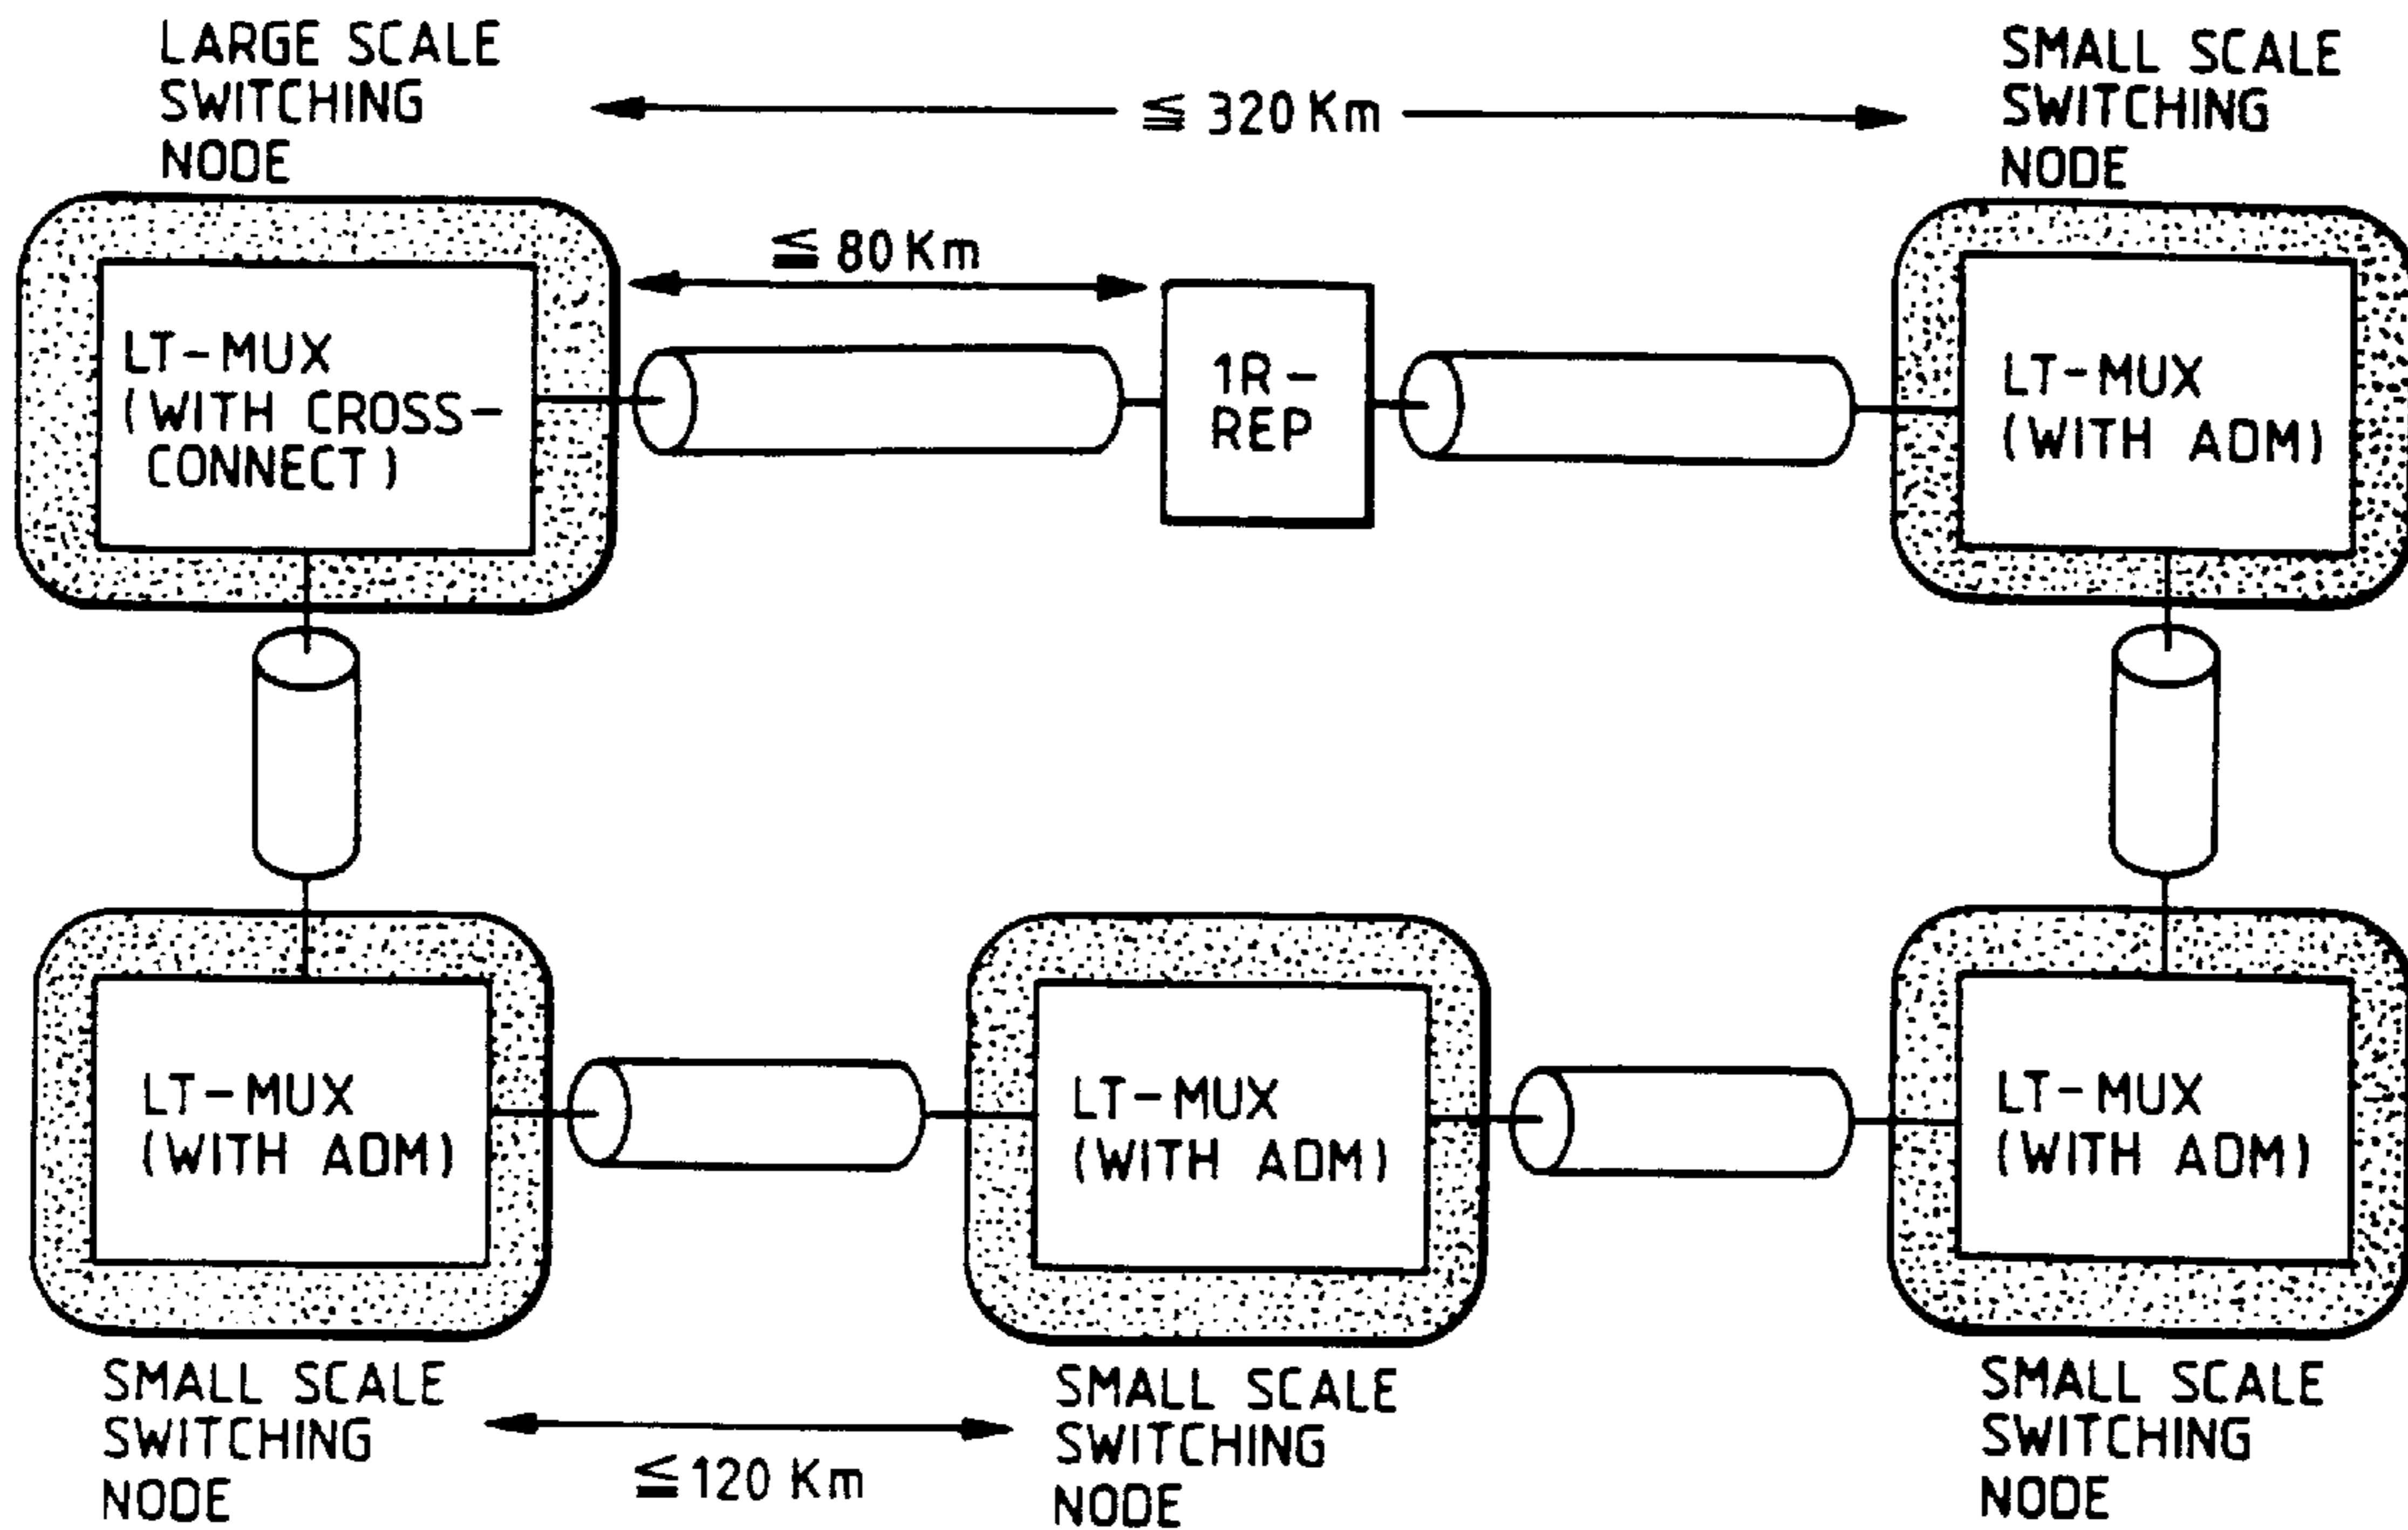 LARGE SCALE
SWITCHING
NODE
≦ 320 Km
SMALL SCALE
SWITCHING
NODE
≦ 80 Km
LT-MUX
(WITH CROSS-
CONNECT)
1R-
REP
LT-MUX
(WITH ADM)
LT-MUX
(WITH ADM)
LT-MUX
(WITH ADM)
LT-MUX
(WITH ADM)
SMALL SCALE
SWITCHING
NODE
≦ 120 Km
SMALL SCALE
SWITCHING
NODE
SMALL SCALE
SWITCHING
NODE